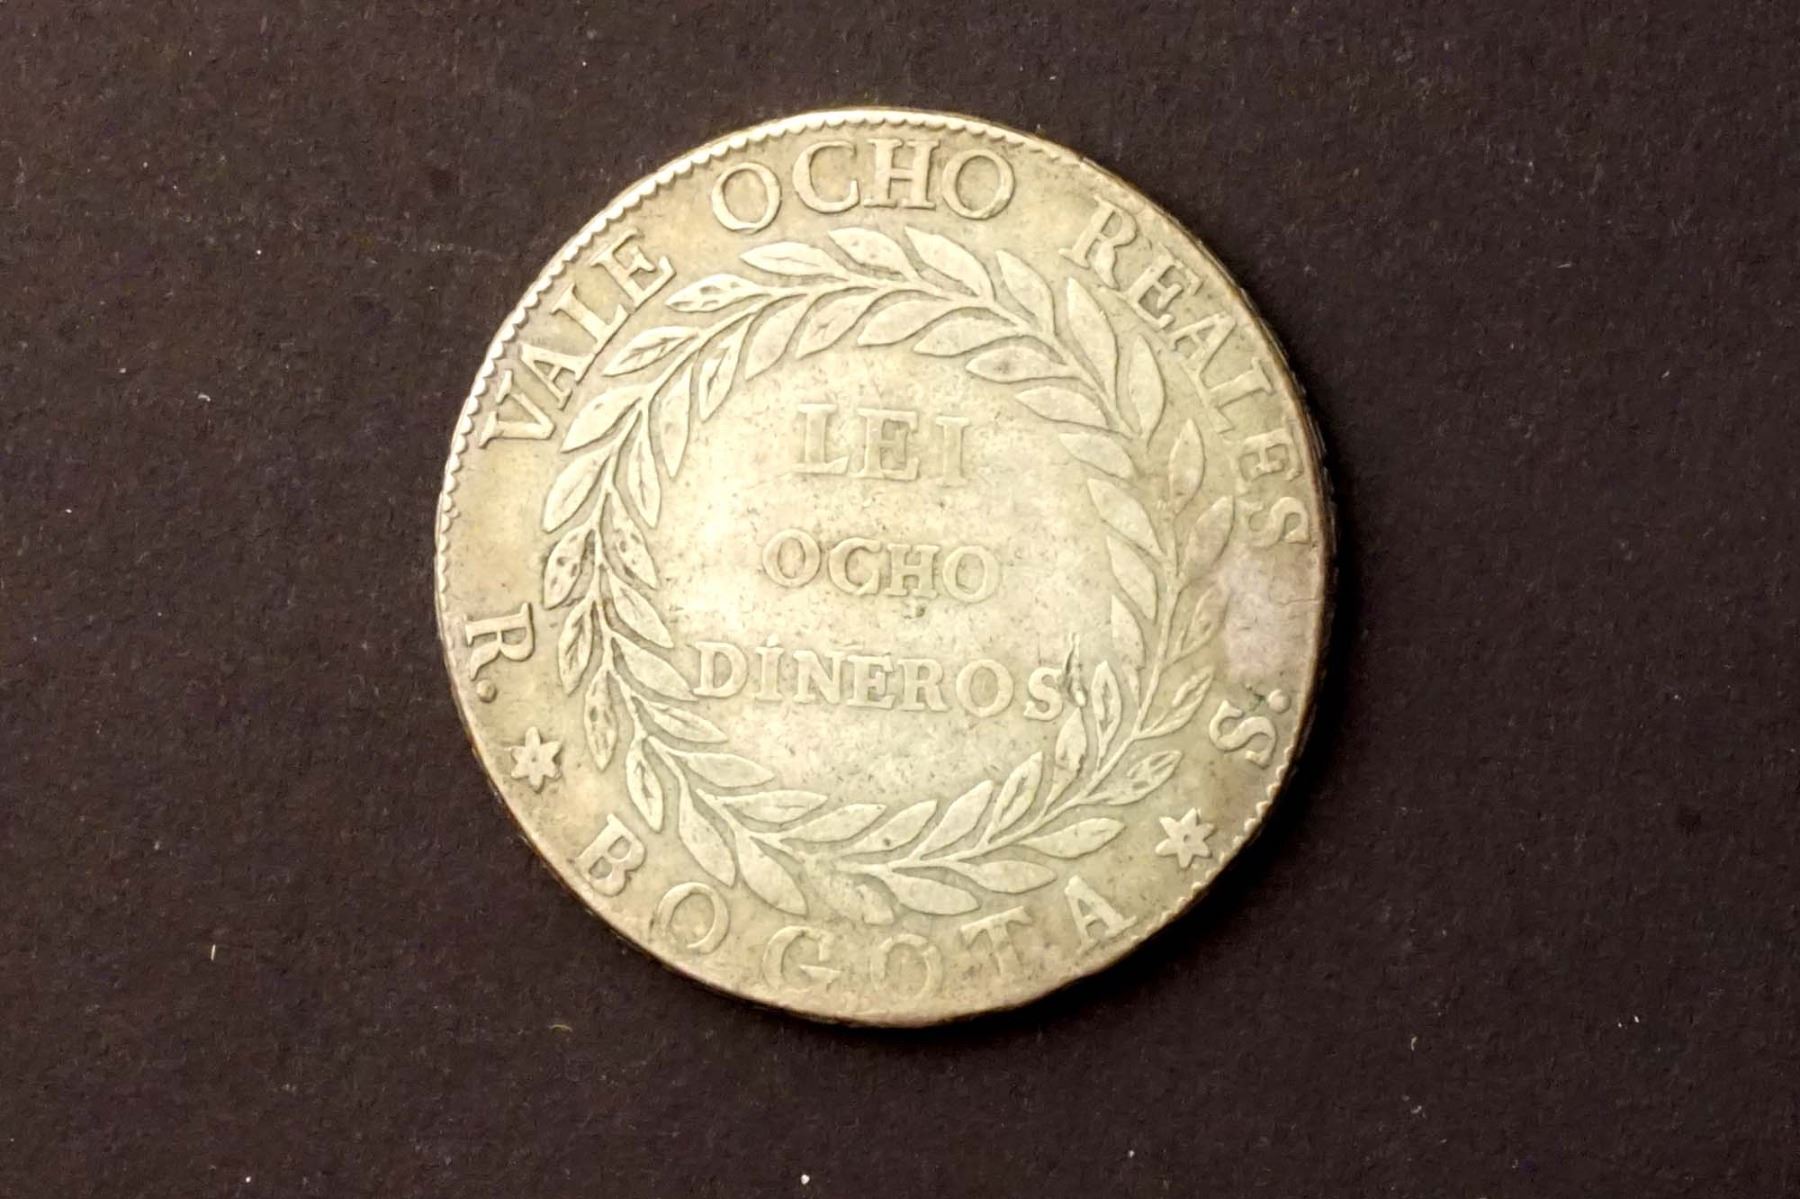 VALE OCHO REALES
R. S.
LEI
OCHO
DINEROS
BOGOTA